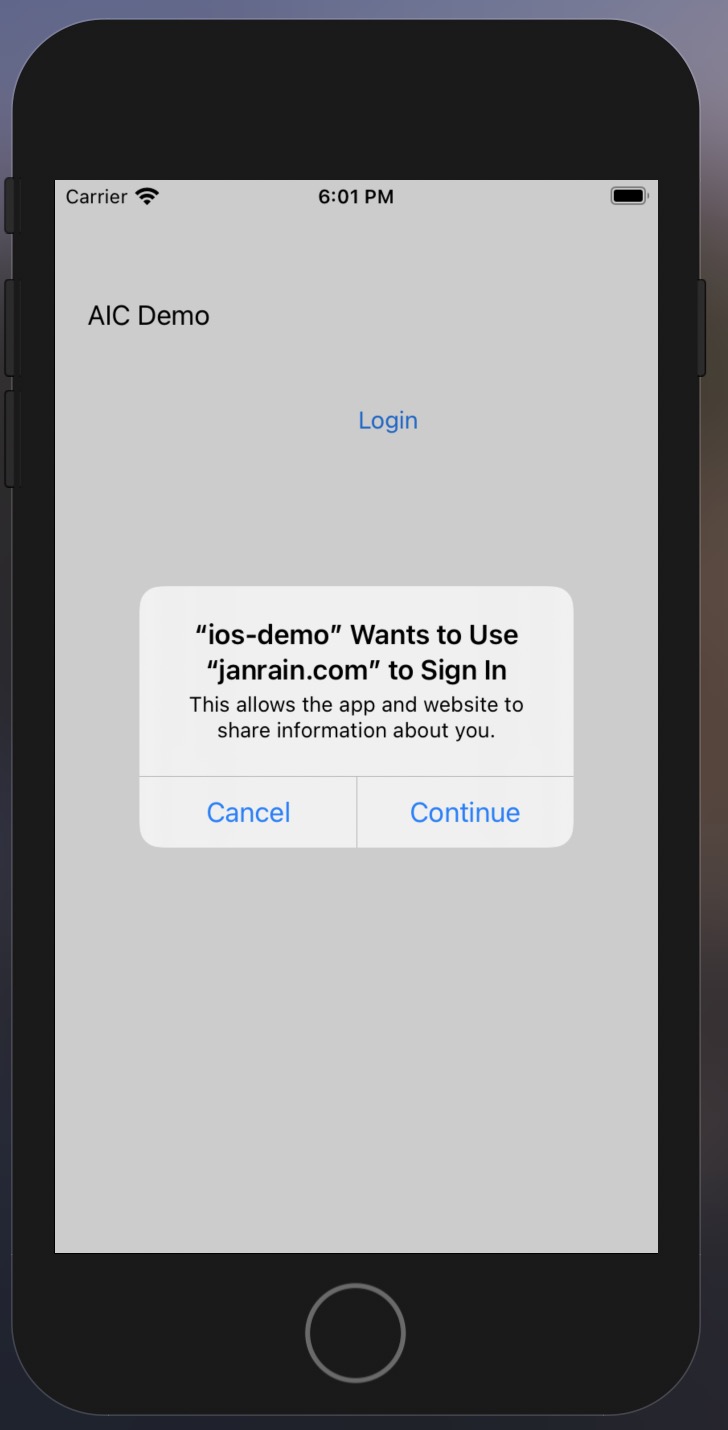 Carrier 6:01 PM
AIC Demo
Login
“ios-demo” Wants to Use
“janrain.com” to Sign In
This allows the app and website to
share information about you.
Cancel Continue